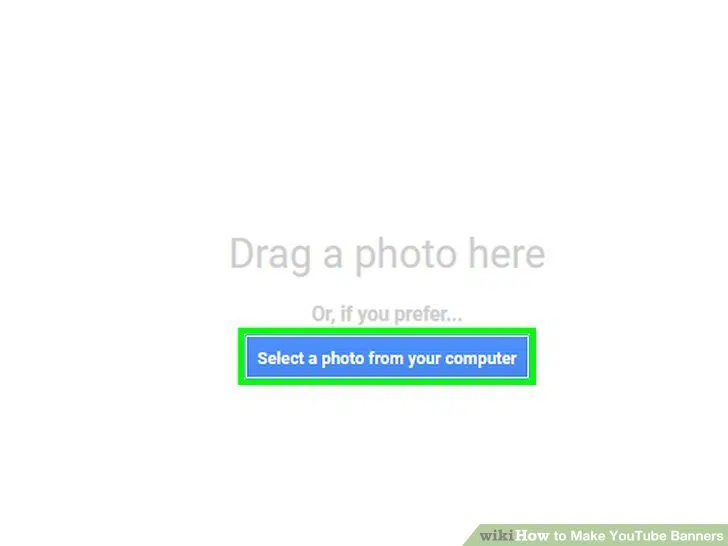 Drag a photo here
Or, if you prefer...
Select a photo from your computer
wikiHow to Make YouTube Banners